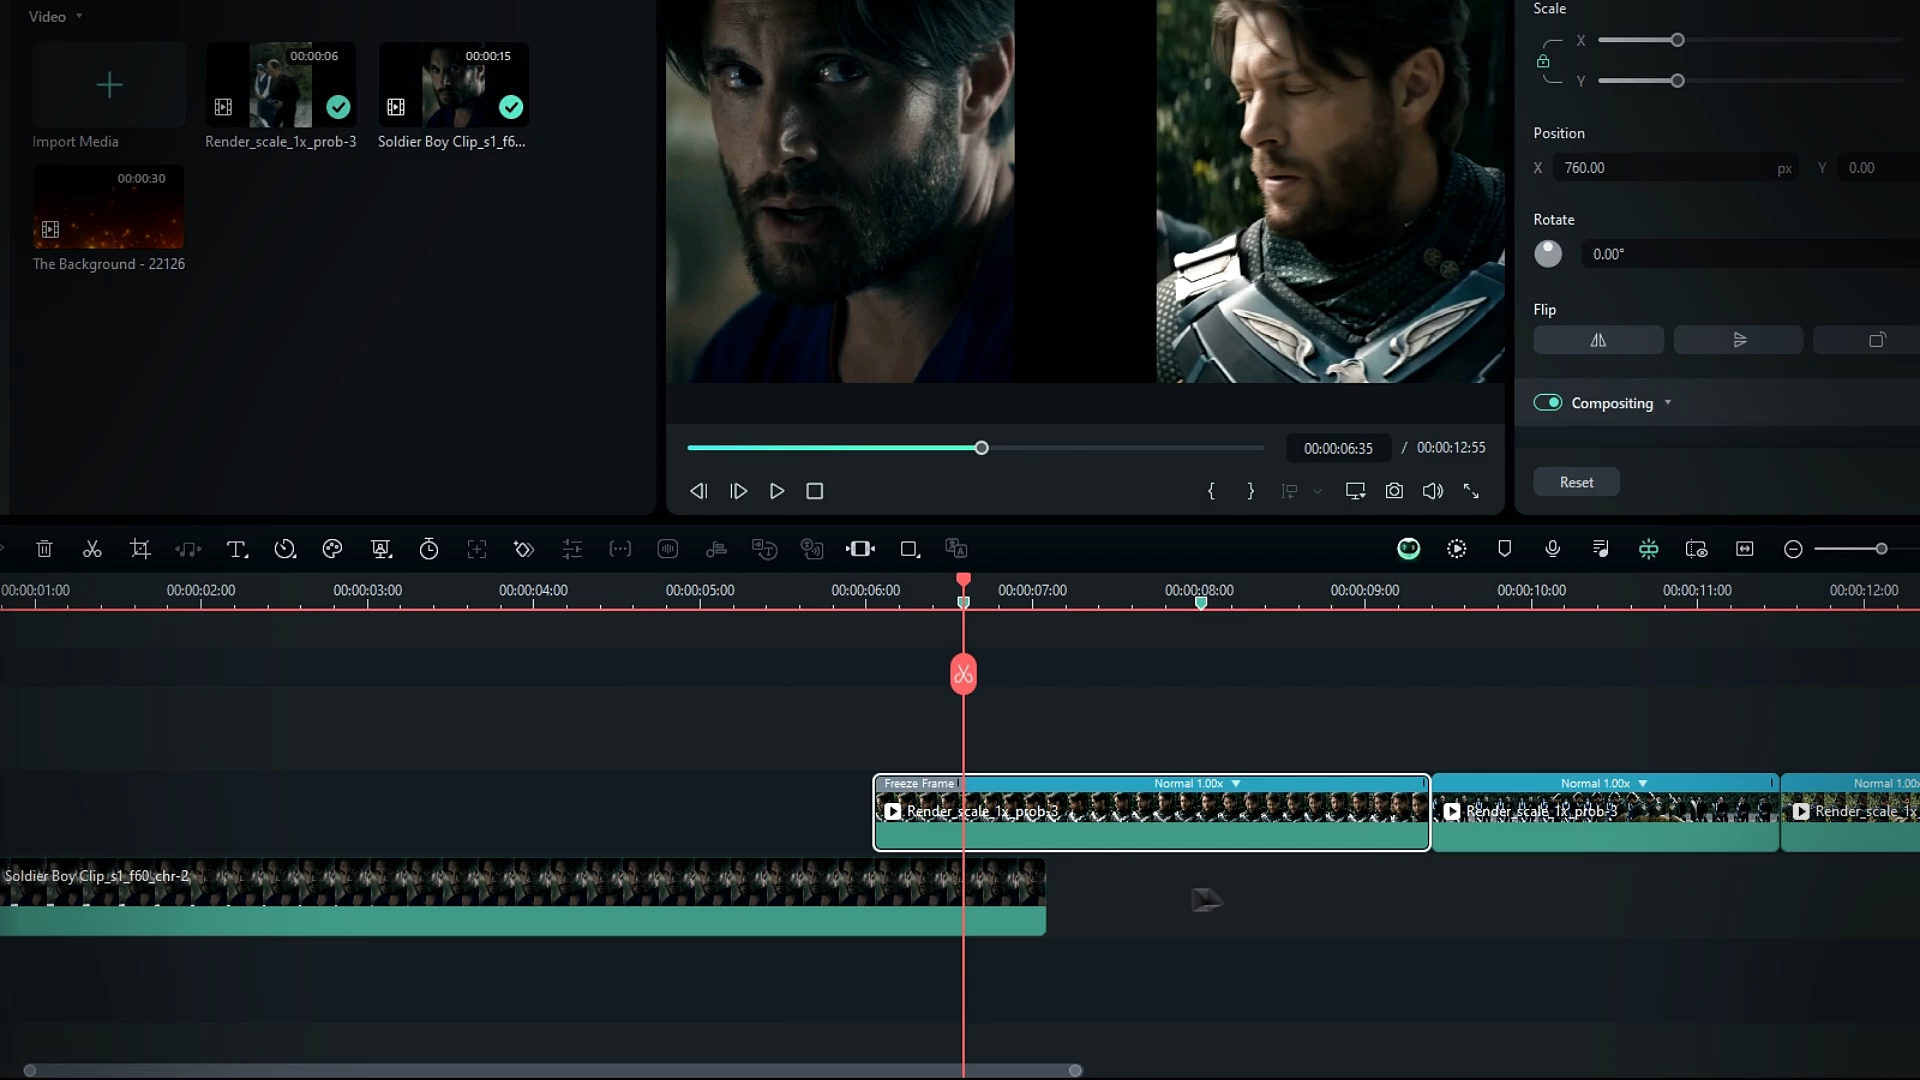 Video
00:00:06
00:00:15
Import Media
Render_scale_1x_prob-3
Soldier Boy Clip_s1_f6...
00:00:30
The Background - 22126
Scale
X
Y
Position
X 760.00 px Y 0.00
Rotate
0.00°
Flip
Compositing
Reset
00:00:06:35 / 00:00:12:55
00:00:01:00 00:00:02:00 00:00:03:00 00:00:04:00 00:00:05:00 00:00:06:00 00:00:07:00 00:00:08:00 00:00:09:00 00:00:10:00 00:00:11:00 00:00:12:00
Freeze Frame Normal 1.00x Normal 1.00x Normal 1.00x
Render_scale_1x_prob-3 Render_scale_1x_prob-3 Render_scale_1x
Soldier Boy Clip_s1_f60_chr-2